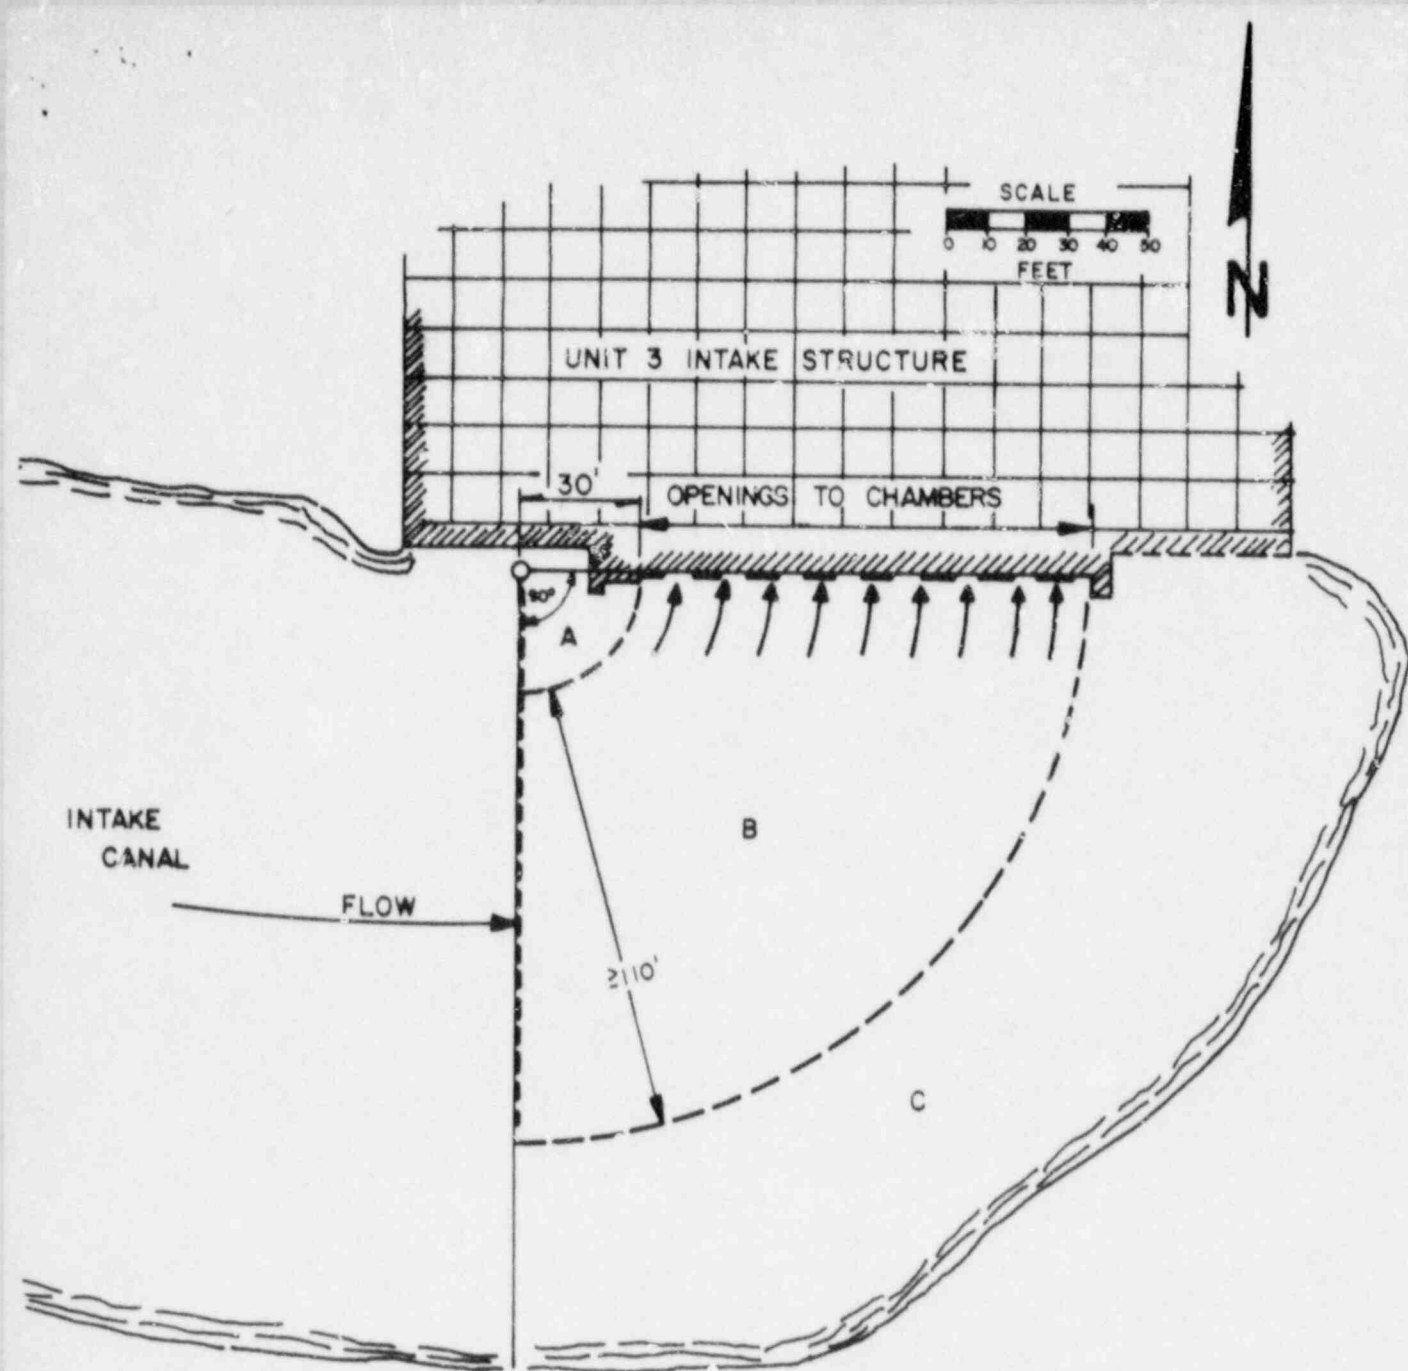 SCALE
0 10 20 30 40 50
FEET
N
UNIT 3 INTAKE STRUCTURE
30'
OPENINGS TO CHAMBERS
90°
A
INTAKE
CANAL
B
FLOW
≥110'
C